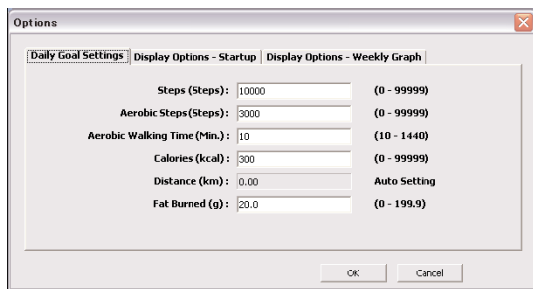 Options
Daily Goal Settings Display Options - Startup Display Options - Weekly Graph
Steps (Steps) : 10000 (0 - 99999)
Aerobic Steps (Steps) : 3000 (0 - 99999)
Aerobic Walking Time (Min.) : 10 (10 - 1440)
Calories (kcal) : 300 (0 - 99999)
Distance (km) : 0.00 Auto Setting
Fat Burned (g) : 20.0 (0 - 199.9)
OK Cancel